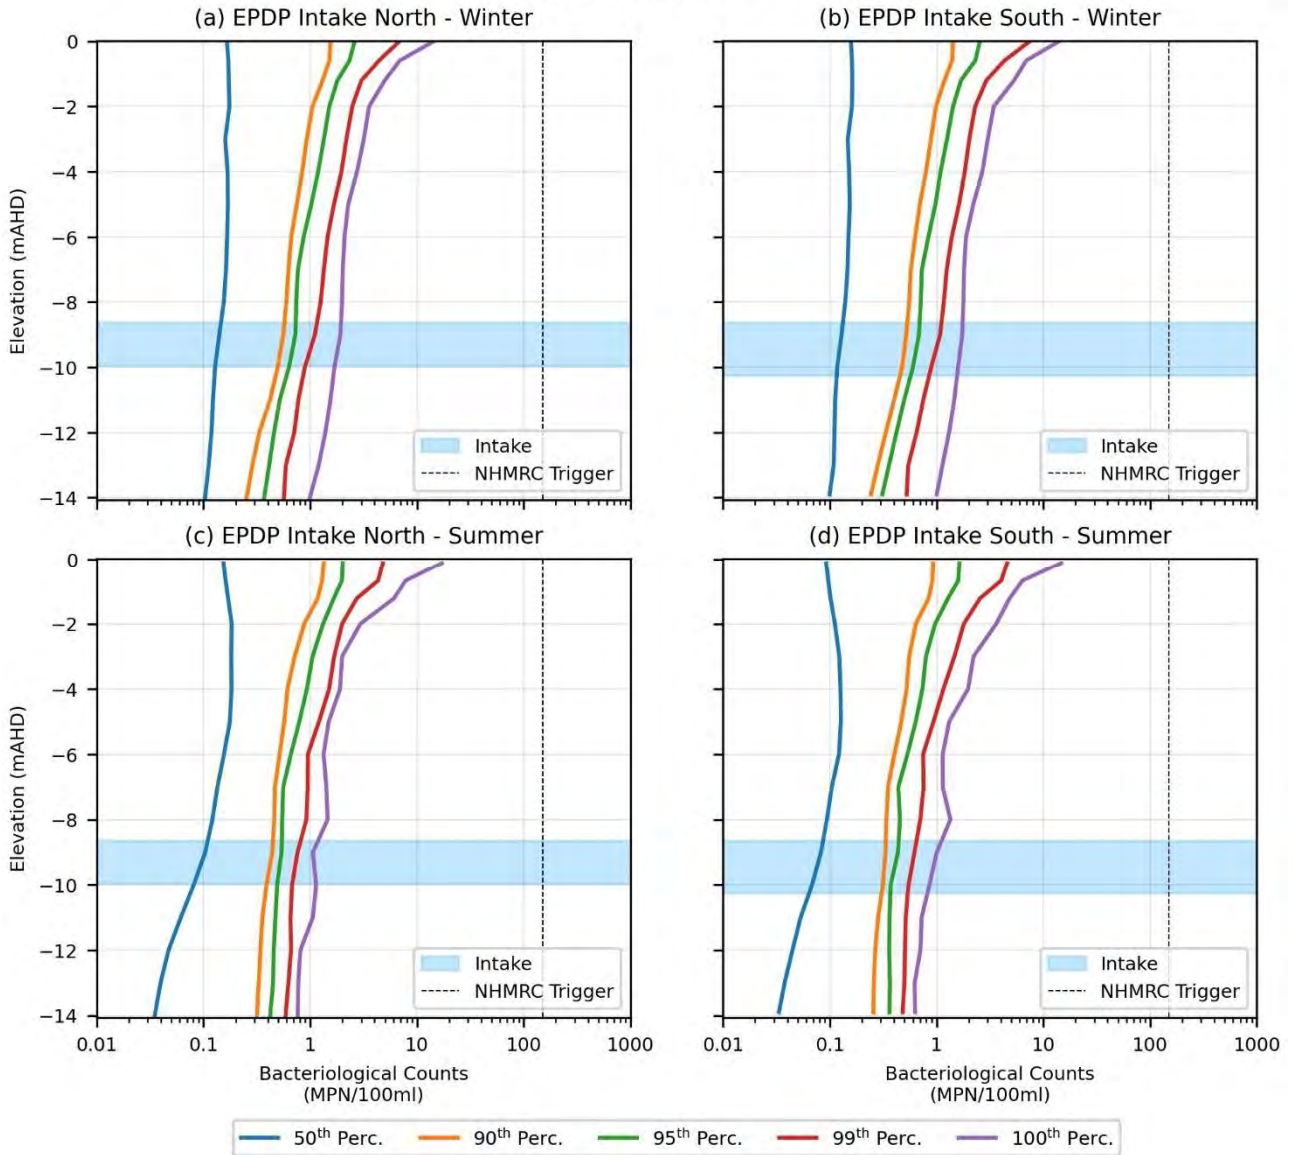 (a) EPDP Intake North - Winter
(b) EPDP Intake South - Winter
0
−2
−4
−6
−8
−10
−12
−14
Elevation (mAHD)
Intake
NHMRC Trigger
Intake
NHMRC Trigger
(c) EPDP Intake North - Summer
(d) EPDP Intake South - Summer
0
−2
−4
−6
−8
−10
−12
−14
Elevation (mAHD)
Intake
NHMRC Trigger
Intake
NHMRC Trigger
0.01 0.1 1 10 100 1000
0.01 0.1 1 10 100 1000
Bacteriological Counts
(MPN/100ml)
Bacteriological Counts
(MPN/100ml)
50th Perc. 90th Perc. 95th Perc. 99th Perc. 100th Perc.